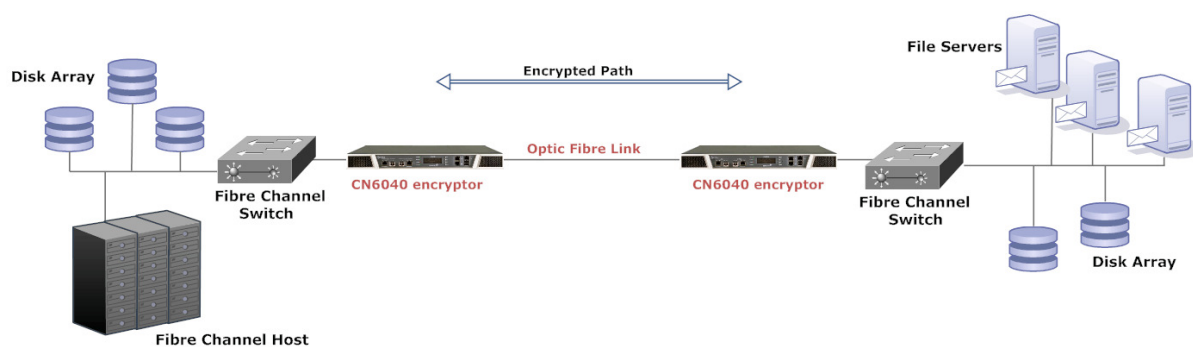 Disk Array
Fibre Channel
Switch
Fibre Channel Host
CN6040 encryptor
Encrypted Path
Optic Fibre Link
CN6040 encryptor
Fibre Channel
Switch
File Servers
Disk Array